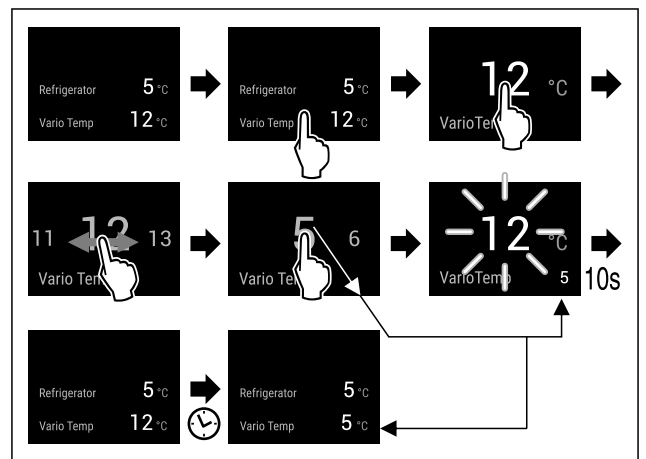 Refrigerator 5 °C
Vario Temp 12 °C
Refrigerator 5 °C
Vario Temp 12 °C
12 °C
VarioTemp
11 12 13
Vario Temp
5 6
Vario Temp
12 °C
VarioTemp 5
10s
Refrigerator 5 °C
Vario Temp 12 °C
Refrigerator 5 °C
Vario Temp 5 °C